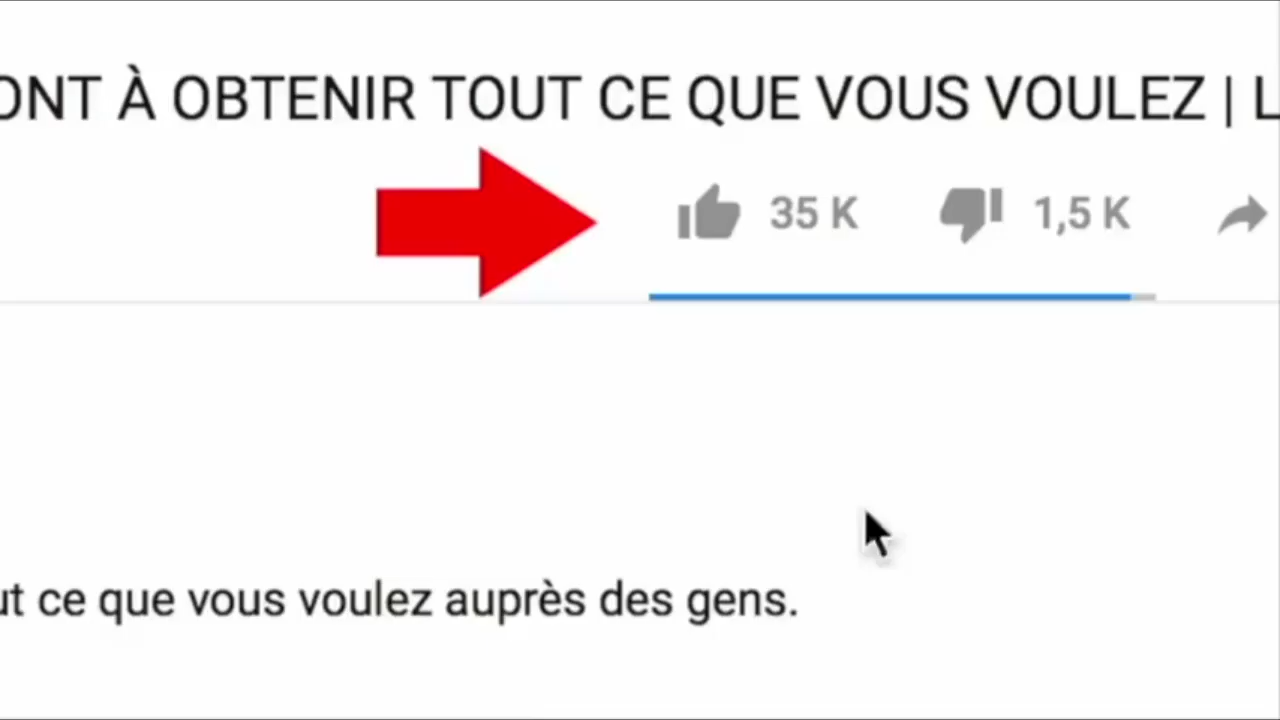 ONT À OBTENIR TOUT CE QUE VOUS VOULEZ | L
35 K 1,5 K
ut ce que vous voulez auprès des gens.